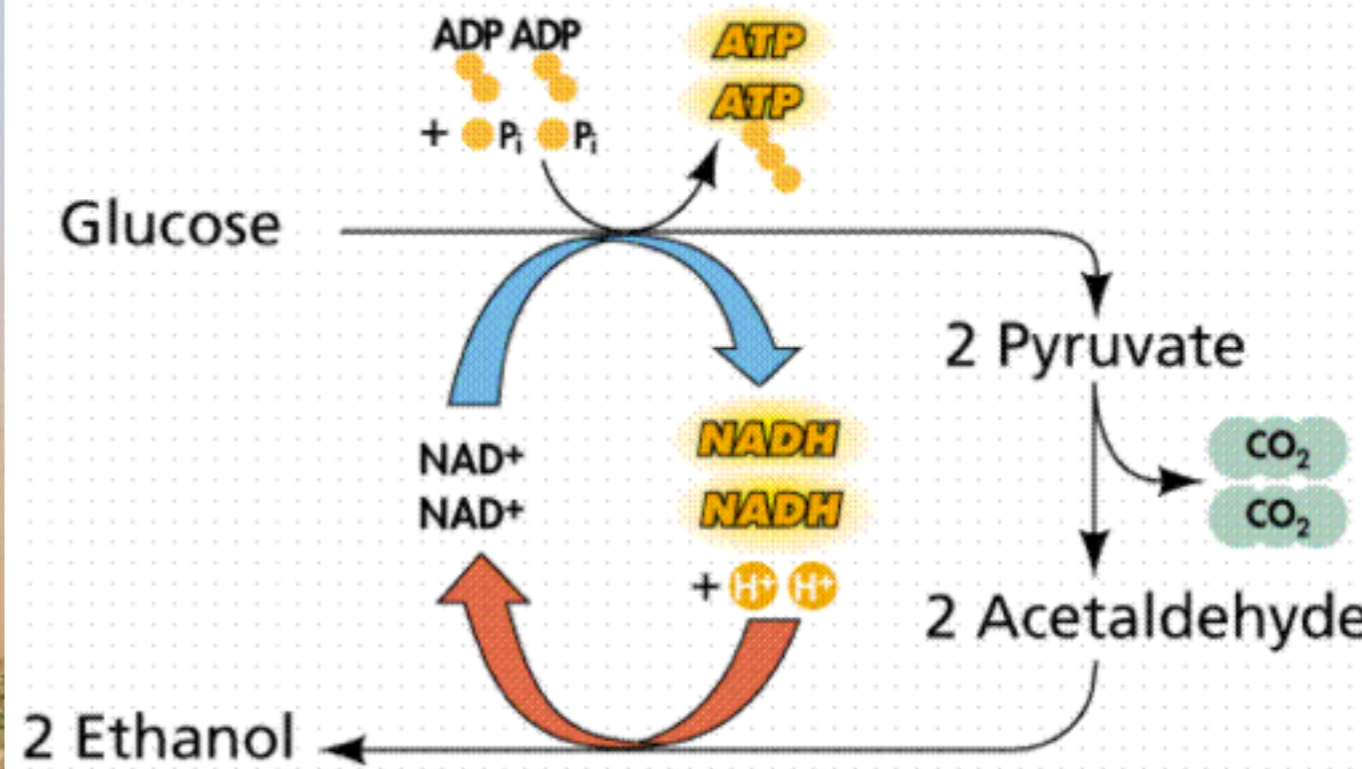 ADP ADP
ATP
ATP
+ Pᵢ Pᵢ
Glucose
2 Pyruvate
NAD+
NAD+
NADH
NADH
+ H+ H+
CO₂
CO₂
2 Acetaldehyde
2 Ethanol